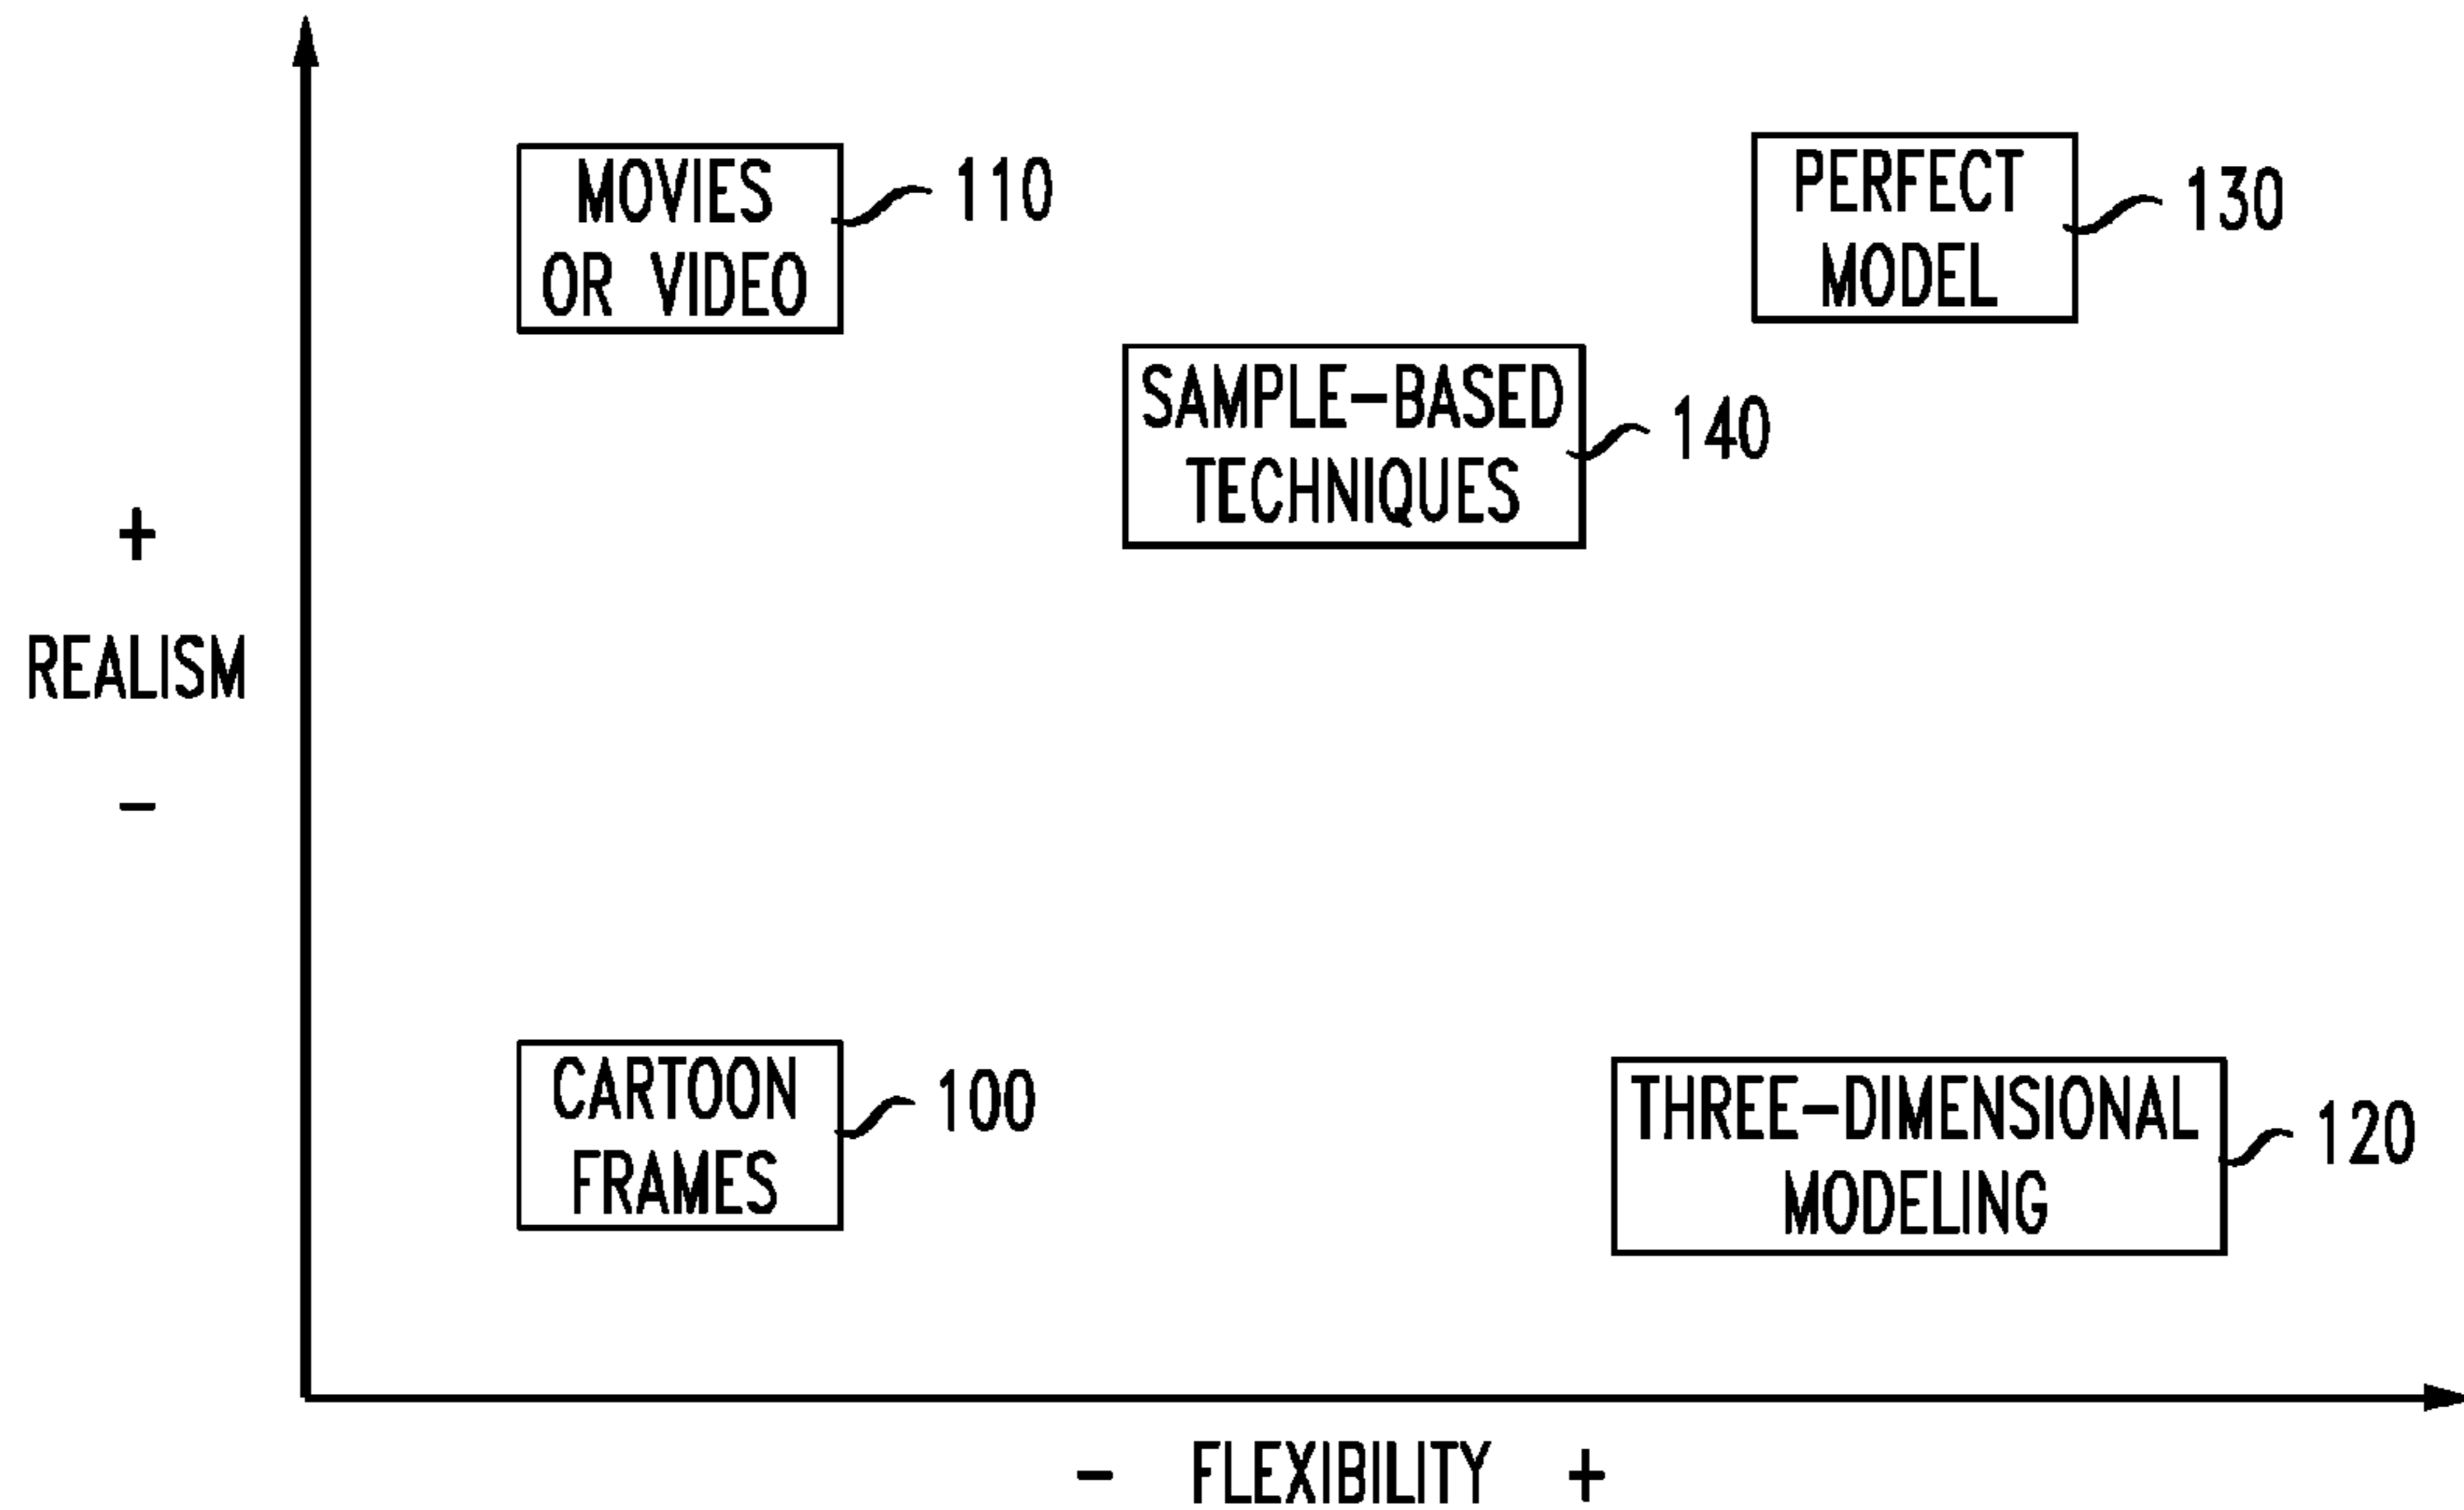 MOVIES
OR VIDEO
110
PERFECT
MODEL
130
SAMPLE-BASED
TECHNIQUES
140
+
REALISM
-
CARTOON
FRAMES
100
THREE-DIMENSIONAL
MODELING
120
- FLEXIBILITY +